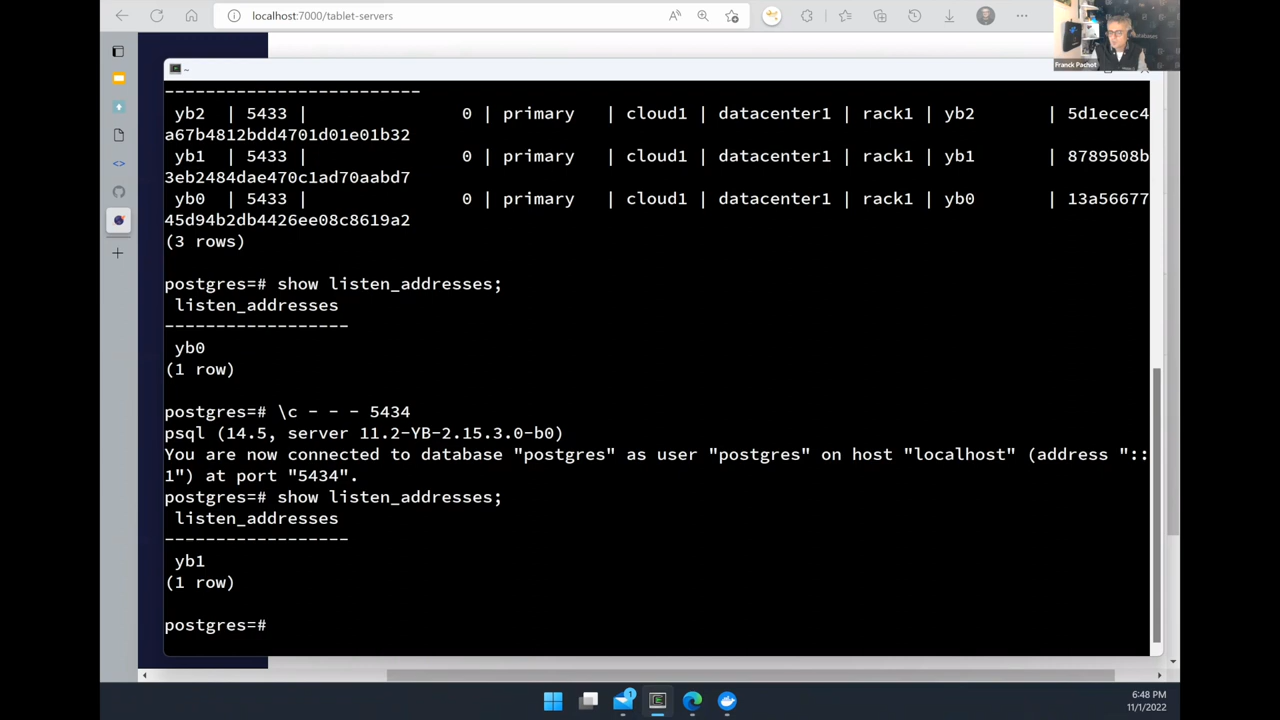 localhost:7000/tablet-servers
Franck Pachot
~
------------------------
yb2  | 5433 |                  0 | primary   | cloud1 | datacenter1 | rack1 | yb2       | 5d1ecec4
a67b4812bdd4701d01e01b32
yb1  | 5433 |                  0 | primary   | cloud1 | datacenter1 | rack1 | yb1       | 8789508b
3eb2484dae470c1ad70aabd7
yb0  | 5433 |                  0 | primary   | cloud1 | datacenter1 | rack1 | yb0       | 13a56677
45d94b2db4426ee08c8619a2
(3 rows)
postgres=# show listen_addresses;
listen_addresses
------------------
yb0
(1 row)
postgres=# \c - - - 5434
psql (14.5, server 11.2-YB-2.15.3.0-b0)
You are now connected to database "postgres" as user "postgres" on host "localhost" (address "::
1") at port "5434".
postgres=# show listen_addresses;
listen_addresses
------------------
yb1
(1 row)
postgres=#
1
6:48 PM
11/1/2022